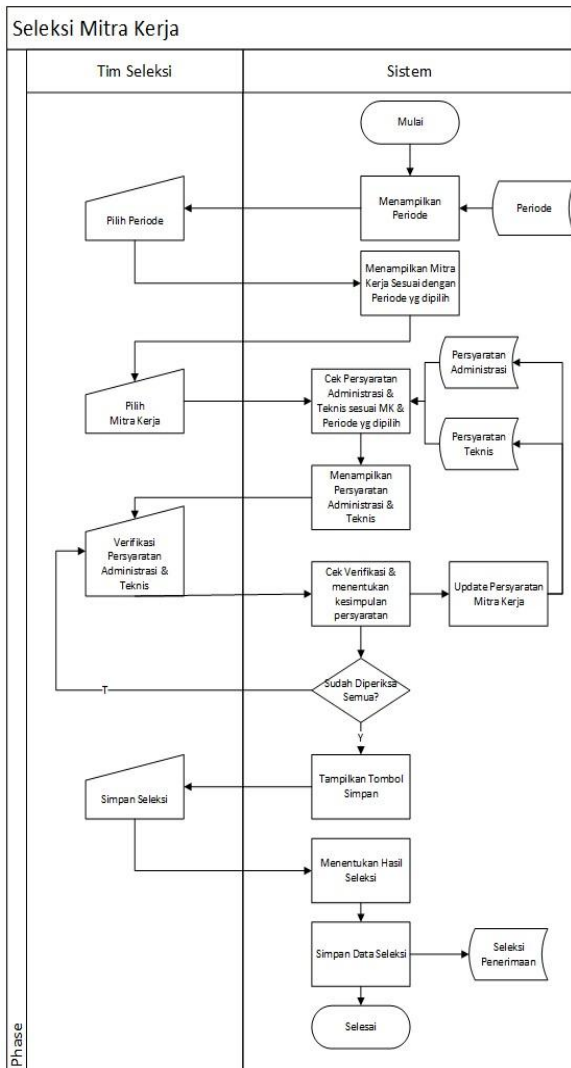 Seleksi Mitra Kerja
Tim Seleksi
Sistem
Mulai
Menampilkan
Periode
Periode
Pilih Periode
Menampilkan Mitra
Kerja Sesuai dengan
Periode yg dipilih
Persyaratan
Administrasi
Pilih
Mitra Kerja
Cek Persyaratan
Administrasi &
Teknis sesuai MK &
Periode yg dipilih
Persyaratan
Teknis
Menampilkan
Persyaratan
Administrasi &
Teknis
Verifikasi
Persyaratan
Administrasi &
Teknis
Cek Verifikasi &
menentukan
kesimpulan
persyaratan
Update Persyaratan
Mitra Kerja
Sudah Diperiksa
Semua?
T
Y
Tampilkan Tombol
Simpan
Simpan Seleksi
Menentukan Hasil
Seleksi
Simpan Data Seleksi
Seleksi
Penerimaan
Selesai
Phase